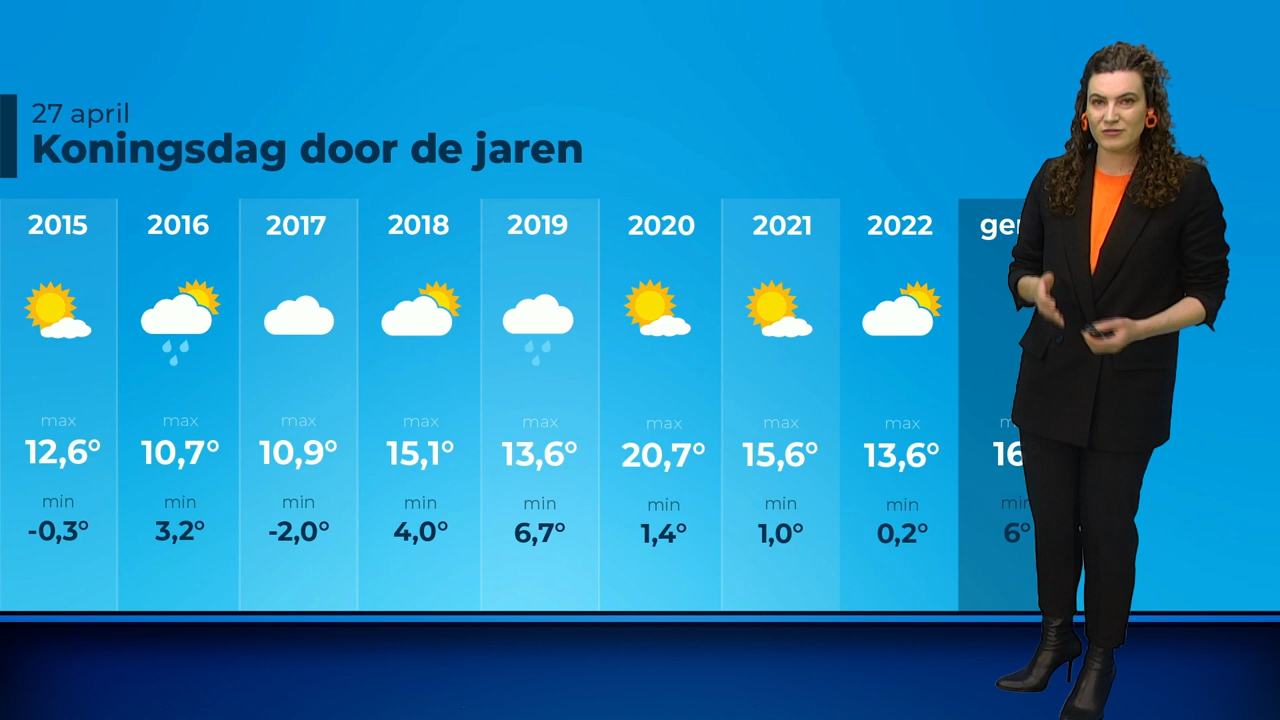 27 april
Koningsdag door de jaren
2015 2016 2017 2018 2019 2020 2021 2022
max max max max max max max max
12,6° 10,7° 10,9° 15,1° 13,6° 20,7° 15,6° 13,6° 16
min min min min min min min min min
-0,3° 3,2° -2,0° 4,0° 6,7° 1,4° 1,0° 0,2° 6°